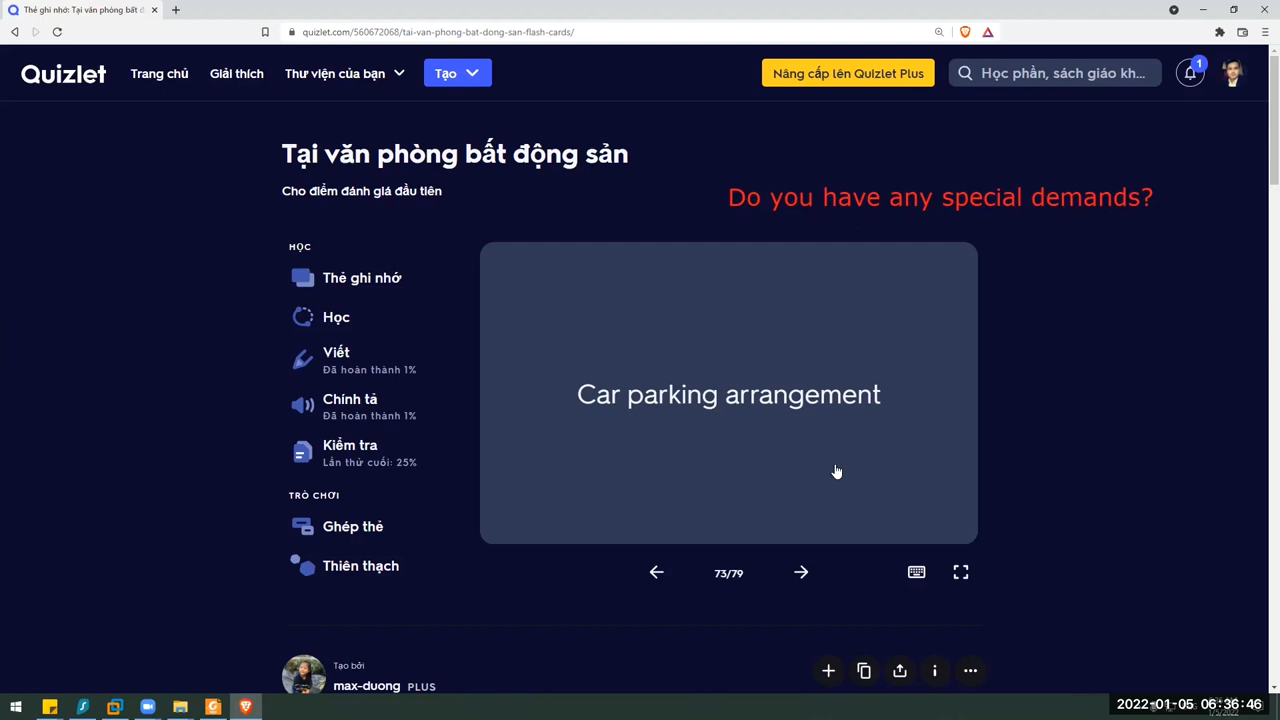 Thẻ ghi nhớ: Tại văn phòng bất đ
quizlet.com/560672068/tai-van-phong-bat-dong-san-flash-cards/
Quizlet
Trang chủ
Giải thích
Thư viện của bạn
Tạo
Nâng cấp lên Quizlet Plus
Học phần, sách giáo kh...
1
Tại văn phòng bất động sản
Cho điểm đánh giá đầu tiên
Do you have any special demands?
HỌC
Thẻ ghi nhớ
Học
Viết
Đã hoàn thành 1%
Chính tả
Đã hoàn thành 1%
Kiểm tra
Lần thử cuối: 25%
TRÒ CHƠI
Ghép thẻ
Thiên thạch
Car parking arrangement
73/79
Tạo bởi
max-duong PLUS
2022-01-05 06:36:46